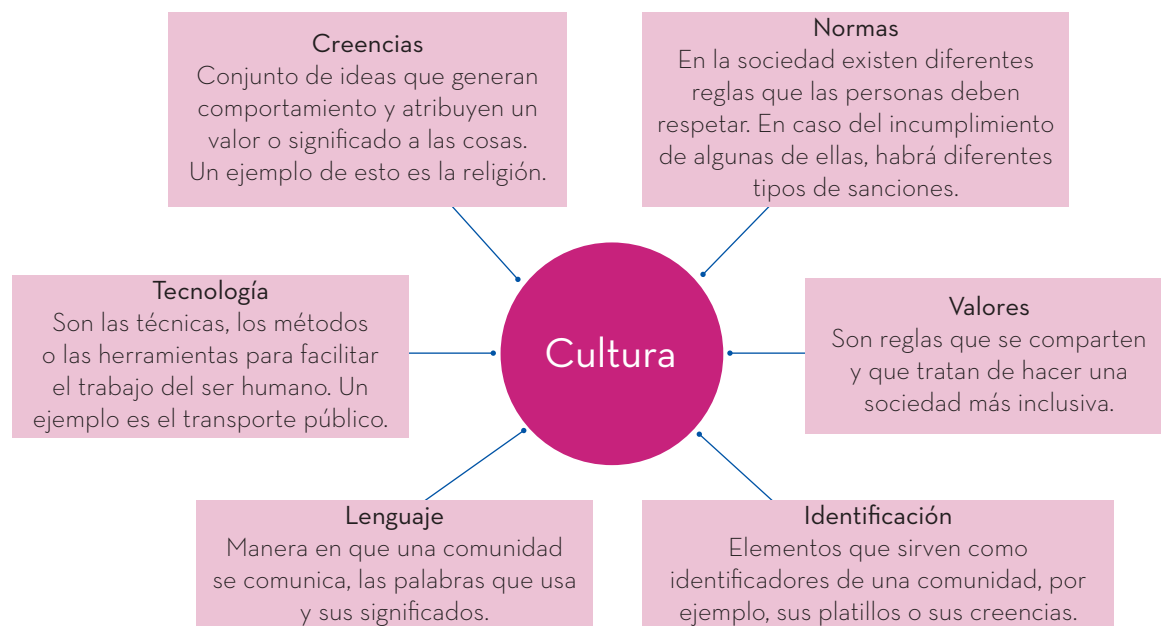 Creencias
Conjunto de ideas que generan
comportamiento y atribuyen un
valor o significado a las cosas.
Un ejemplo de esto es la religión.
Normas
En la sociedad existen diferentes
reglas que las personas deben
respetar. En caso del incumplimiento
de algunas de ellas, habrá diferentes
tipos de sanciones.
Tecnología
Son las técnicas, los métodos
o las herramientas para facilitar
el trabajo del ser humano. Un
ejemplo es el transporte público.
Cultura
Valores
Son reglas que se comparten
y que tratan de hacer una
sociedad más inclusiva.
Lenguaje
Manera en que una comunidad
se comunica, las palabras que usa
y sus significados.
Identificación
Elementos que sirven como
identificadores de una comunidad, por
ejemplo, sus platillos o sus creencias.